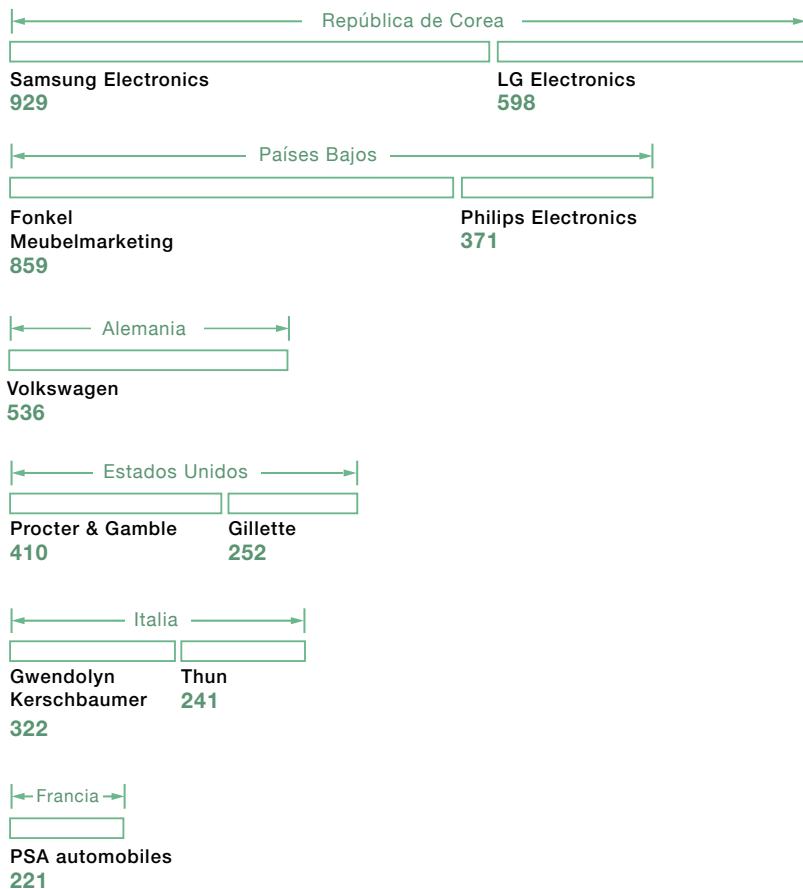 República de Corea
Samsung Electronics
929
LG Electronics
598
Países Bajos
Fonkel
Meubelmarketing
859
Philips Electronics
371
Alemania
Volkswagen
536
Estados Unidos
Procter & Gamble
410
Gillette
252
Italia
Gwendolyn
Kerschbaumer
322
Thun
241
Francia
PSA automobiles
221